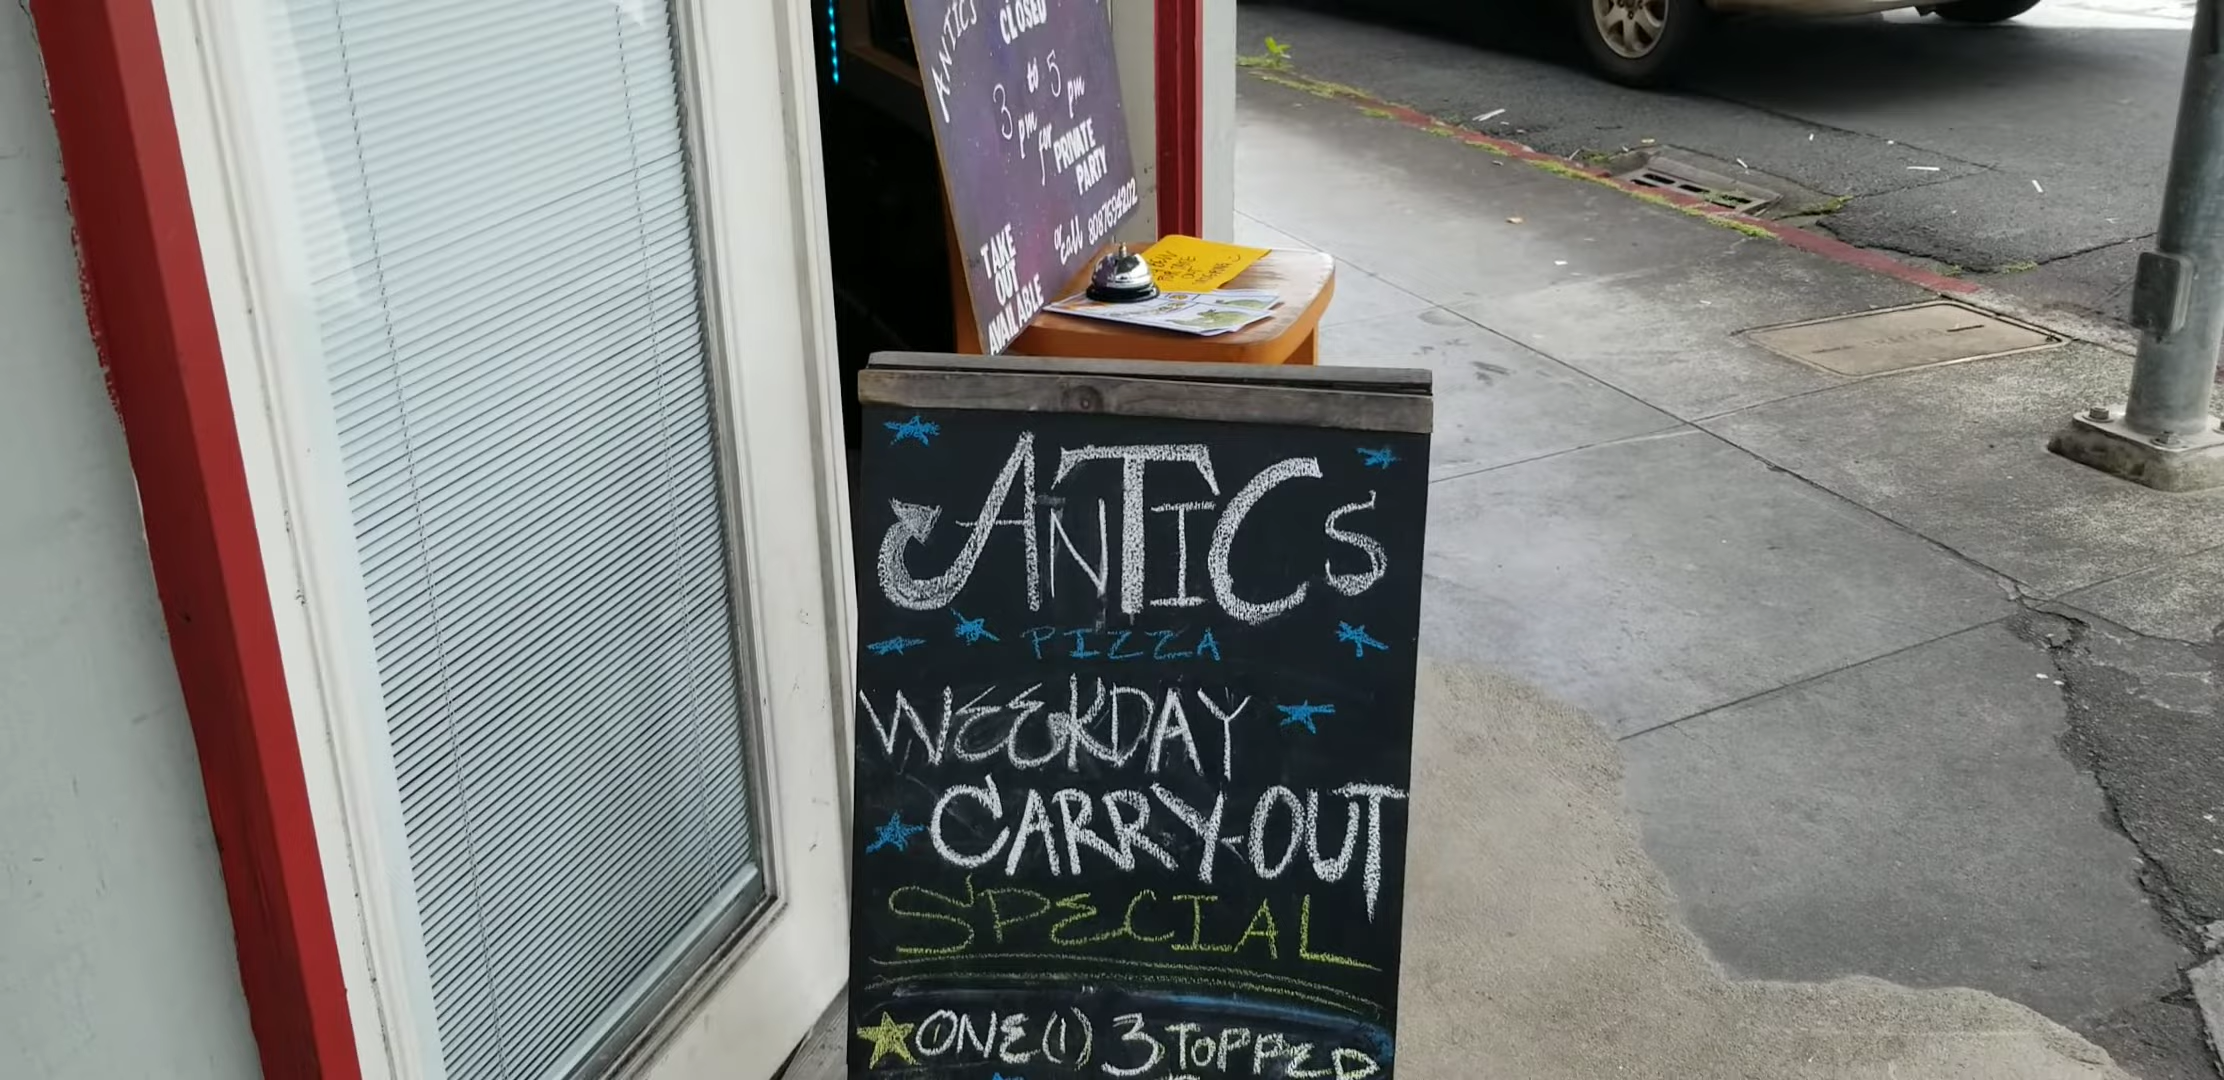 ANTICS
CLOSED
3 to 5
pm pm
for PRIVATE
PARTY
TAKE
OUT
AVAILABLE
or call 8087694202
ANTICS
PIZZA
WEEKDAY
CARRY-OUT
SPECIAL
ONE (1) 3 TOPPED